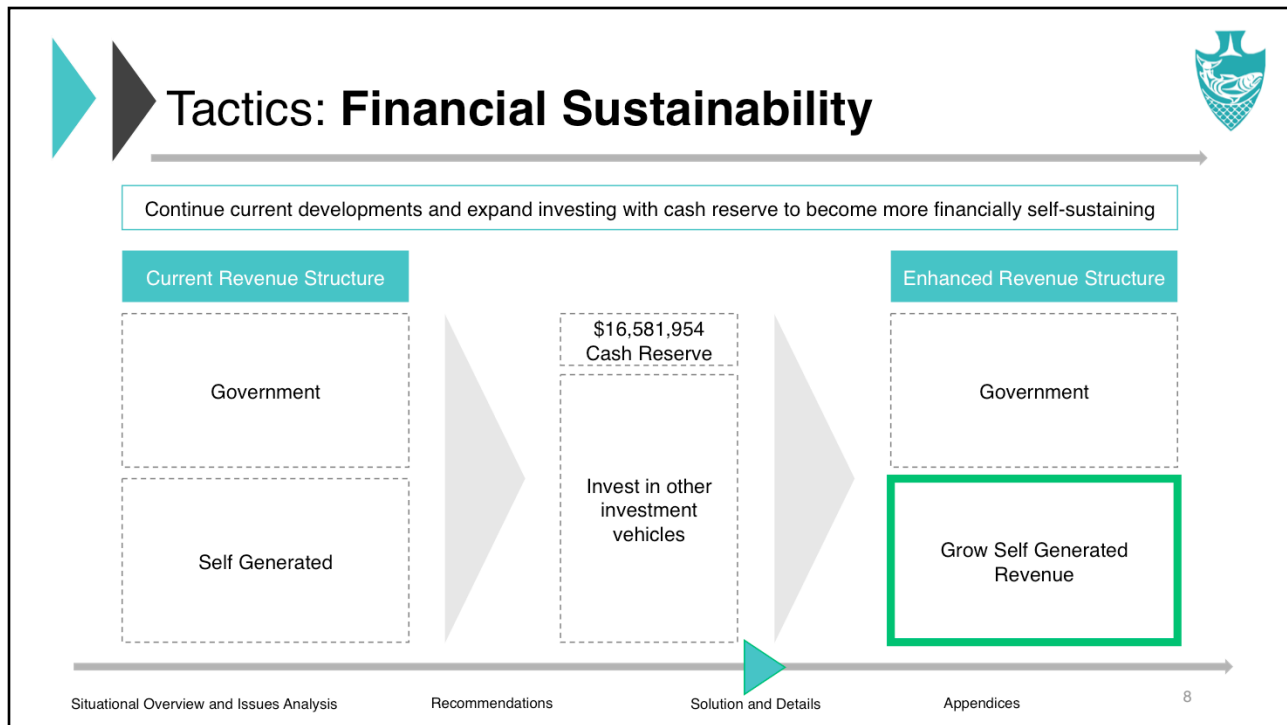 Tactics: Financial Sustainability
Continue current developments and expand investing with cash reserve to become more financially self-sustaining
Current Revenue Structure
Government
Self Generated
$16,581,954
Cash Reserve
Invest in other
investment
vehicles
Enhanced Revenue Structure
Government
Grow Self Generated
Revenue
Situational Overview and Issues Analysis
Recommendations
Solution and Details
Appendices
8